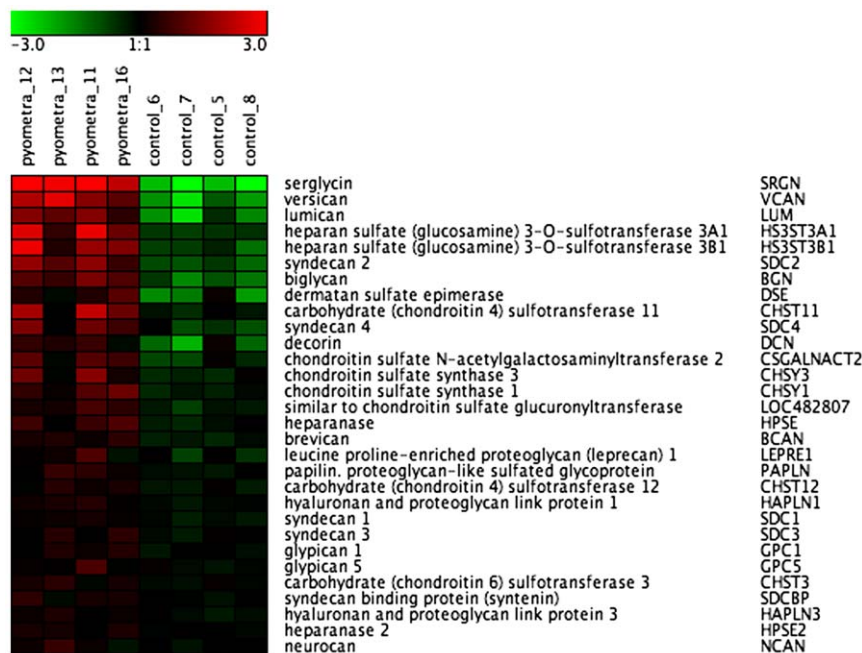 -3.0 1:1 3.0
pyometra_12 pyometra_13 pyometra_11 pyometra_16 control_6 control_7 control_5 control_8
serglycin SRGN
versican VCAN
lumican LUM
heparan sulfate (glucosamine) 3-O-sulfotransferase 3A1 HS3ST3A1
heparan sulfate (glucosamine) 3-O-sulfotransferase 3B1 HS3ST3B1
syndecan 2 SDC2
biglycan BGN
dermatan sulfate epimerase DSE
carbohydrate (chondroitin 4) sulfotransferase 11 CHST11
syndecan 4 SDC4
decorin DCN
chondroitin sulfate N-acetylgalactosaminyltransferase 2 CSGALNACT2
chondroitin sulfate synthase 3 CHSY3
chondroitin sulfate synthase 1 CHSY1
similar to chondroitin sulfate glucuronyltransferase LOC482807
heparanase HPSE
brevican BCAN
leucine proline-enriched proteoglycan (leprecan) 1 LEPRE1
papilin. proteoglycan-like sulfated glycoprotein PAPLN
carbohydrate (chondroitin 4) sulfotransferase 12 CHST12
hyaluronan and proteoglycan link protein 1 HAPLN1
syndecan 1 SDC1
syndecan 3 SDC3
glypican 1 GPC1
glypican 5 GPC5
carbohydrate (chondroitin 6) sulfotransferase 3 CHST3
syndecan binding protein (syntenin) SDCBP
hyaluronan and proteoglycan link protein 3 HAPLN3
heparanase 2 HPSE2
neurocan NCAN